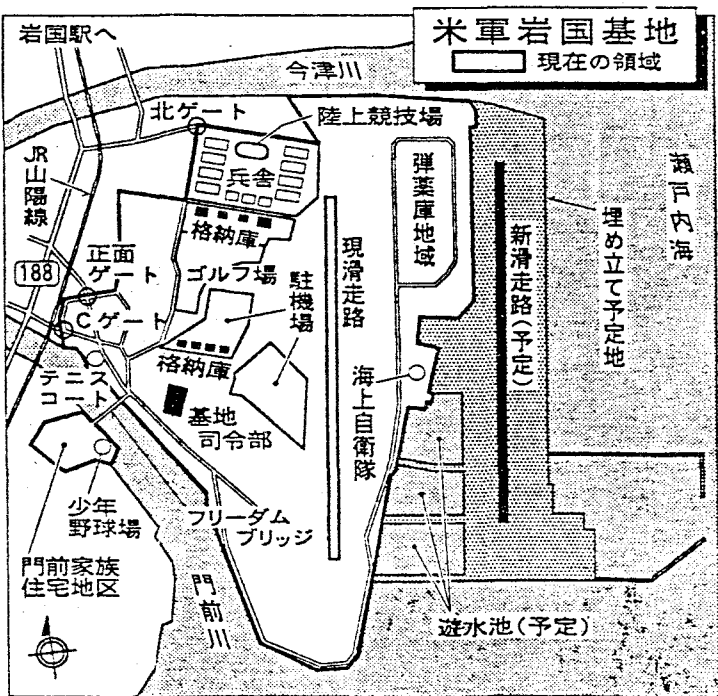 米軍岩国基地
現在の領域
岩国駅へ
今津川
北ゲート
陸上競技場
兵舎
弾薬庫地域
瀬戸内海
JR山陽線
格納庫
現滑走路
新滑走路(予定)
埋め立て予定地
188
正面
ゲート
ゴルフ場
駐機場
Cゲート
格納庫
海上自衛隊
テニス
コート
基地
司令部
少年
野球場
フリーダム
ブリッジ
門前家族
住宅地区
門前川
遊水池(予定)